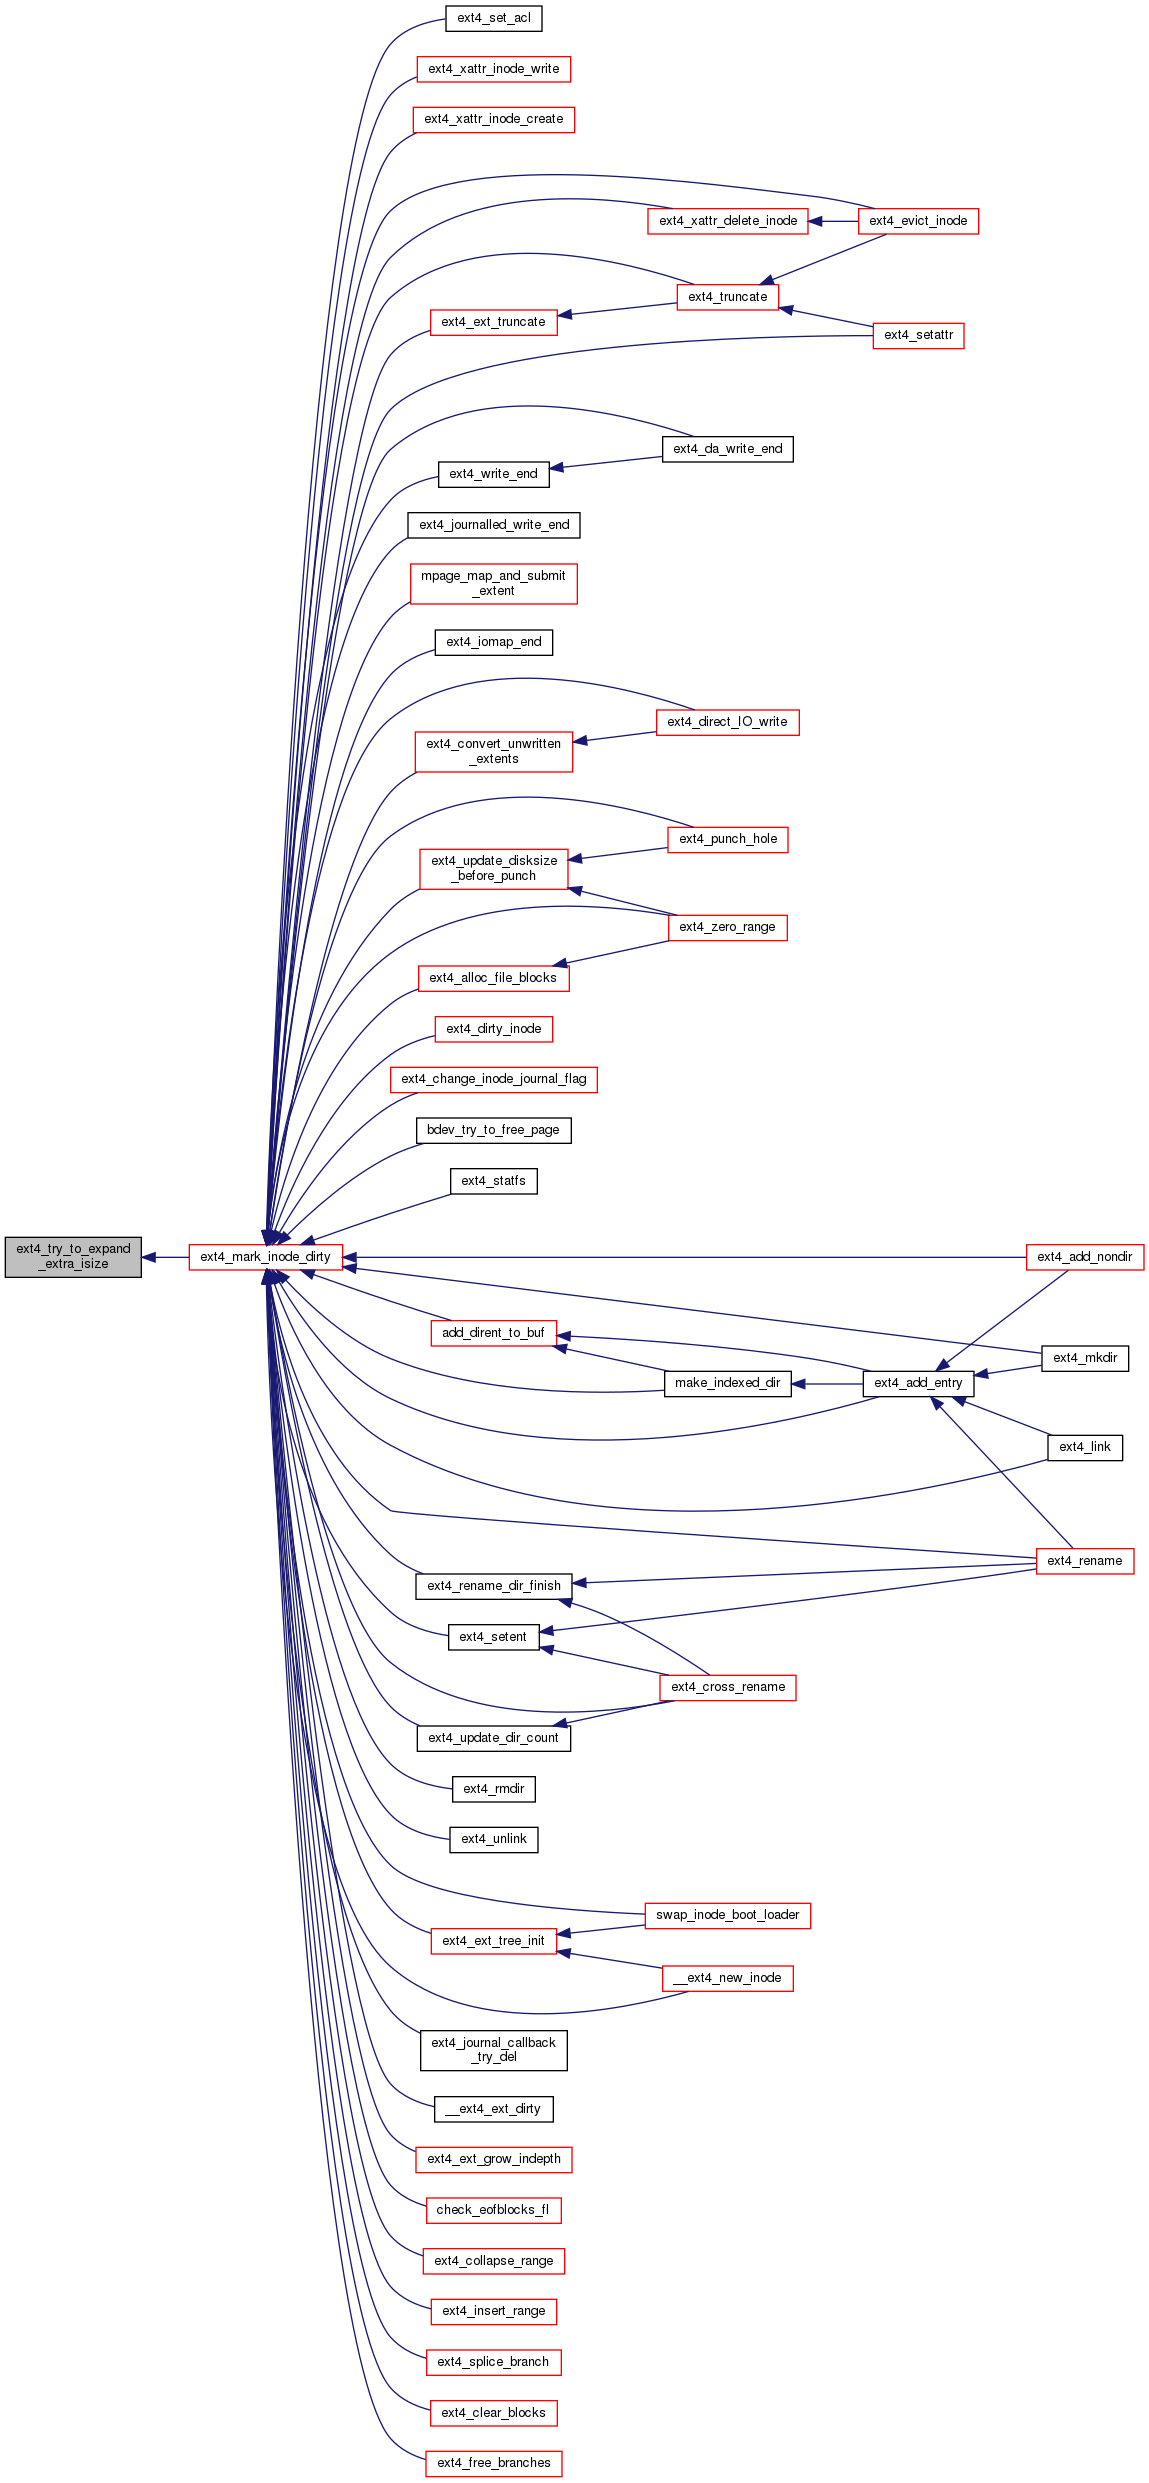 ext4_set_acl
ext4_xattr_inode_write
ext4_xattr_inode_create
ext4_xattr_delete_inode
ext4_evict_inode
ext4_truncate
ext4_ext_truncate
ext4_setattr
ext4_da_write_end
ext4_write_end
ext4_journalled_write_end
mpage_map_and_submit
_extent
ext4_iomap_end
ext4_direct_IO_write
ext4_convert_unwritten
_extents
ext4_punch_hole
ext4_update_disksize
_before_punch
ext4_zero_range
ext4_alloc_file_blocks
ext4_dirty_inode
ext4_change_inode_journal_flag
bdev_try_to_free_page
ext4_statfs
ext4_try_to_expand
_extra_isize
ext4_mark_inode_dirty
ext4_add_nondir
add_dirent_to_buf
ext4_mkdir
make_indexed_dir
ext4_add_entry
ext4_link
ext4_rename
ext4_rename_dir_finish
ext4_setent
ext4_cross_rename
ext4_update_dir_count
ext4_rmdir
ext4_unlink
swap_inode_boot_loader
ext4_ext_tree_init
__ext4_new_inode
ext4_journal_callback
_try_del
__ext4_ext_dirty
ext4_ext_grow_indepth
check_eofblocks_fl
ext4_collapse_range
ext4_insert_range
ext4_splice_branch
ext4_clear_blocks
ext4_free_branches